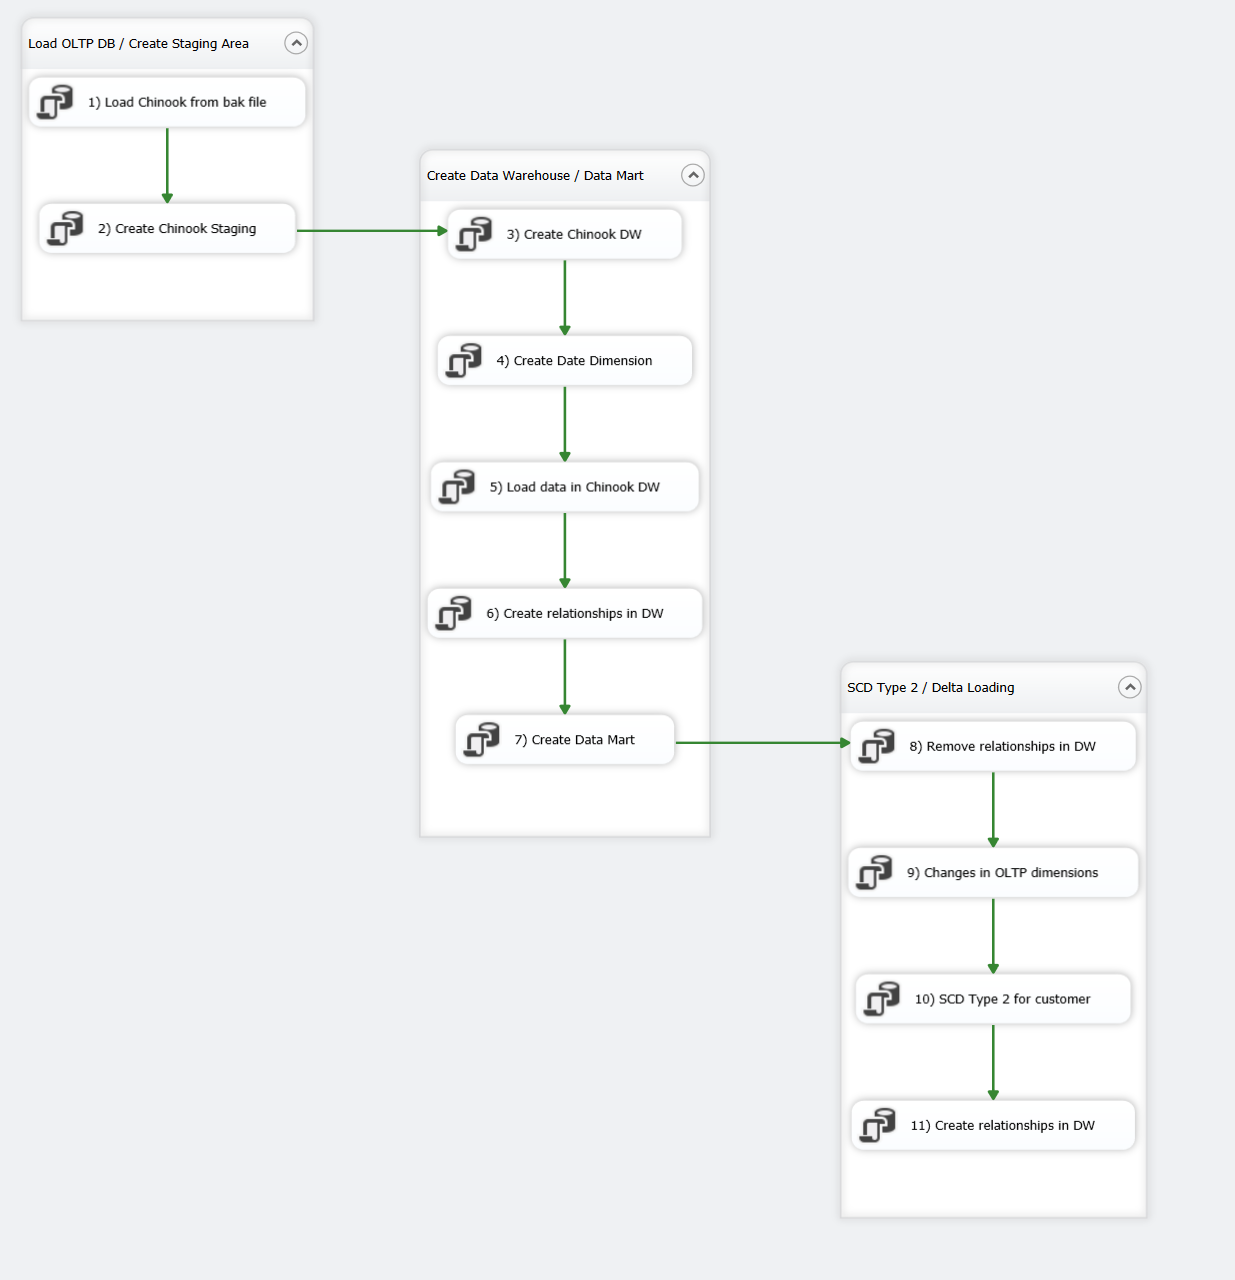 Load OLTP DB / Create Staging Area
1) Load Chinook from bak file
2) Create Chinook Staging
Create Data Warehouse / Data Mart
3) Create Chinook DW
4) Create Date Dimension
5) Load data in Chinook DW
6) Create relationships in DW
7) Create Data Mart
SCD Type 2 / Delta Loading
8) Remove relationships in DW
9) Changes in OLTP dimensions
10) SCD Type 2 for customer
11) Create relationships in DW